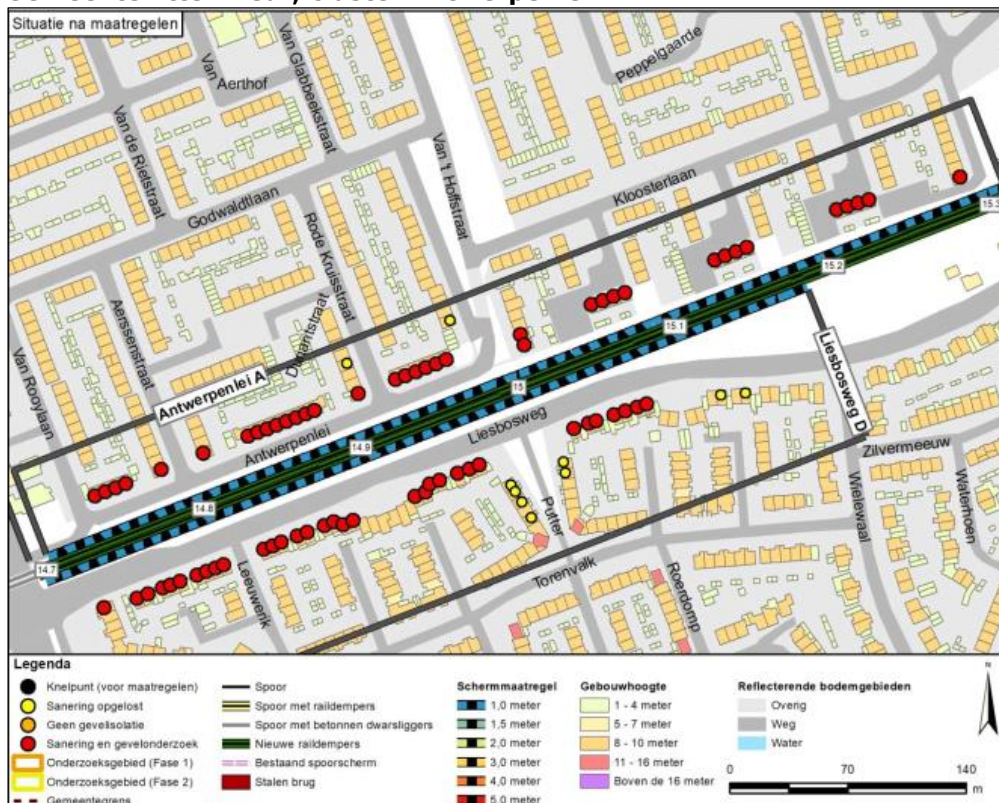 Situatie na maatregelen
Van Aerthof
Van Glabbeekstraat
Peppelgaarde
Van de Rietstraat
Van 't Hoffstraat
Godwaldtlaan
Kloosterlaan
Rode Kruisstraat
Aerssenstraat
Van Rooylaan
Antwerpenlei A
Antwerpenlei
Liesbosweg
Liesbosweg D
Zilvermeeuw
Putter
Wielewaal
Waterhoen
Leeuwerik
Torenvalk
Roerdomp
14.7
14.8
14.9
15
15.1
15.2
15.3
Legenda
Knelpunt (voor maatregelen)
Sanering opgelost
Geen gevelisolatie
Sanering en gevelonderzoek
Onderzoeksgebied (Fase 1)
Onderzoeksgebied (Fase 2)
Gemeentegrens
Spoor
Spoor met raildempers
Spoor met betonnen dwarsliggers
Nieuwe raildempers
Bestaand spoorscherm
Stalen brug
Schermmaatregel
1,0 meter
1,5 meter
2,0 meter
3,0 meter
4,0 meter
5,0 meter
Gebouwhoogte
1 - 4 meter
5 - 7 meter
8 - 10 meter
11 - 16 meter
Boven de 16 meter
Reflecterende bodemgebieden
Overig
Weg
Water
N
0 70 140
m